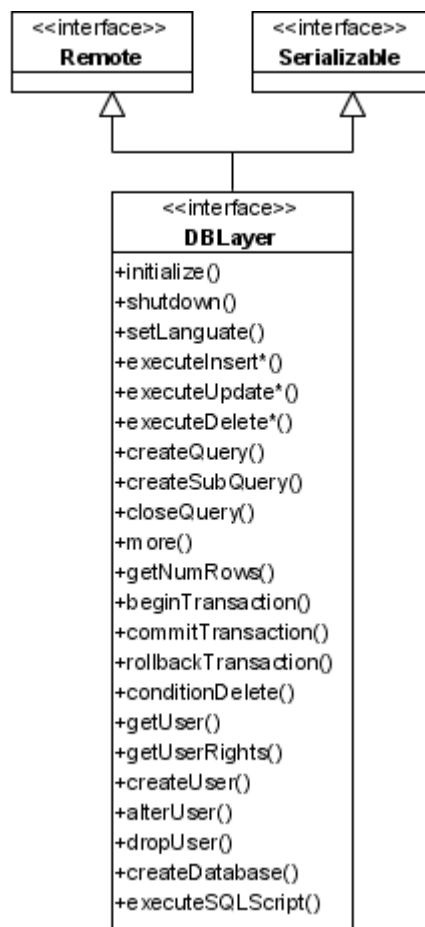 <<interface>>
Remote
<<interface>>
Serializable
<<interface>>
DBLayer
+initialize()
+shutdown()
+setLanguate()
+executeInsert*()
+executeUpdate*()
+executeDelete*()
+createQuery()
+createSubQuery()
+closeQuery()
+more()
+getNumRows()
+beginTransaction()
+commitTransaction()
+rollbackTransaction()
+conditionDelete()
+getUser()
+getUserRights()
+createUser()
+alterUser()
+dropUser()
+createDatabase()
+executeSQLScript()